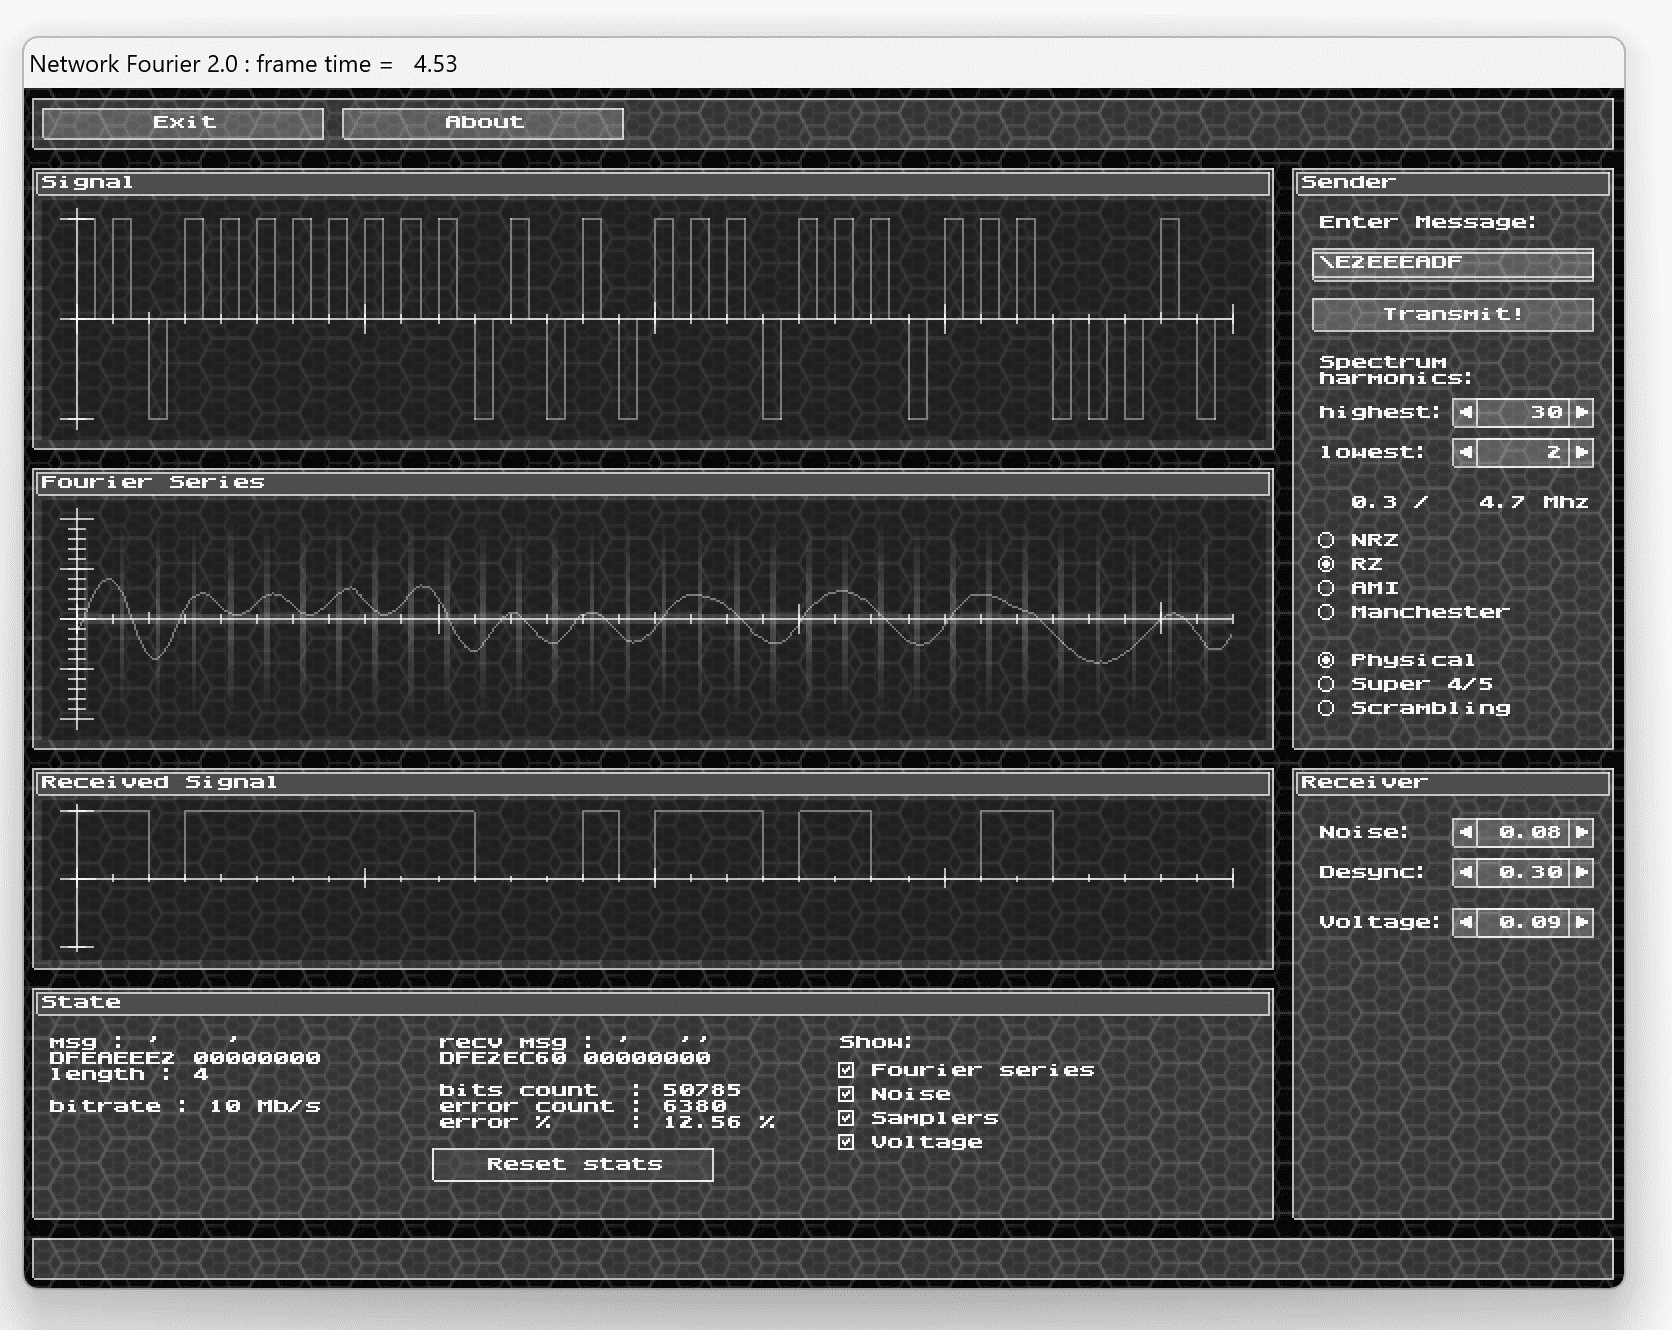 Network Fourier 2.0 : frame time = 4.53
Exit
About
Signal
Fourier Series
Received Signal
State
msg : ' '
DFEAEEE2 00000000
length : 4
bitrate : 10 Mb/s
recv msg : ' ''
DFE2EC60 00000000
bits count : 50785
error count : 6380
error % : 12.56 %
Reset stats
Show:
Fourier series
Noise
Samplers
Voltage
Sender
Enter Message:
\E2EEEADF
Transmit!
Spectrum
harmonics:
highest: 30
lowest: 2
0.3 / 4.7 Mhz
NRZ
RZ
AMI
Manchester
Physical
Super 4/5
Scrambling
Receiver
Noise: 0.08
Desync: 0.30
Voltage: 0.09